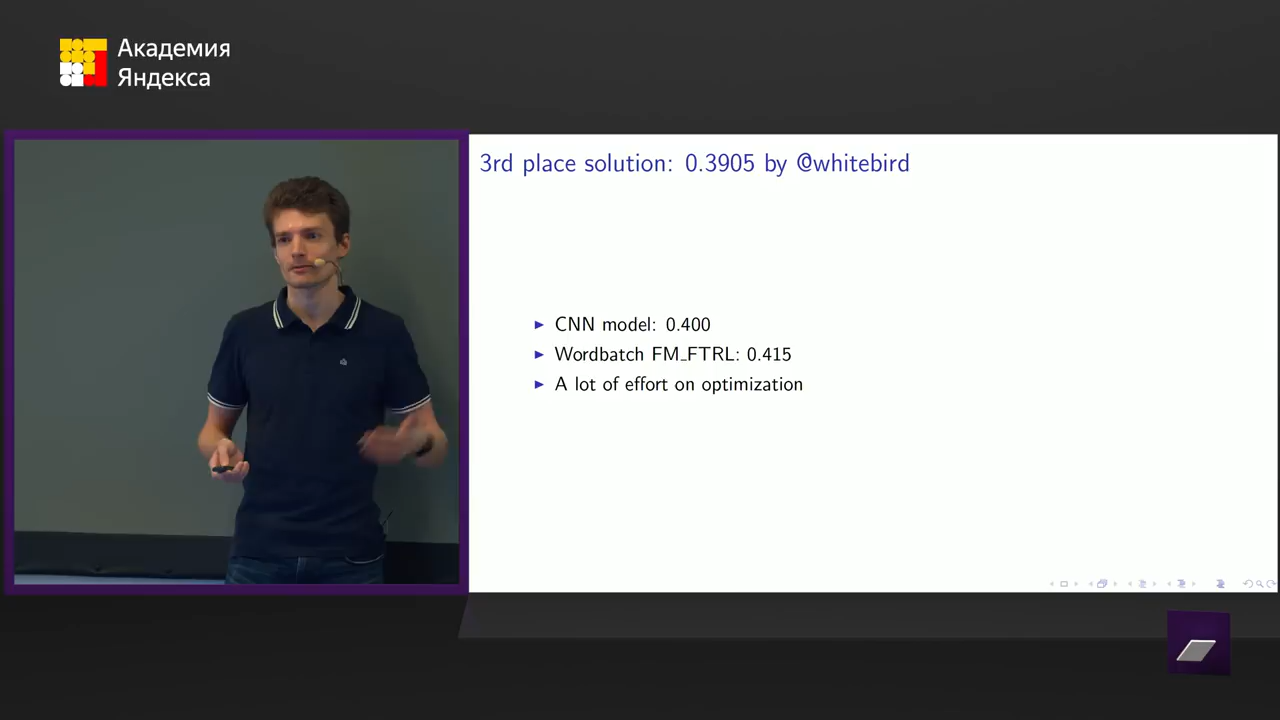 Академия
Яндекса
3rd place solution: 0.3905 by @whitebird
CNN model: 0.400
Wordbatch FM_FTRL: 0.415
A lot of effort on optimization